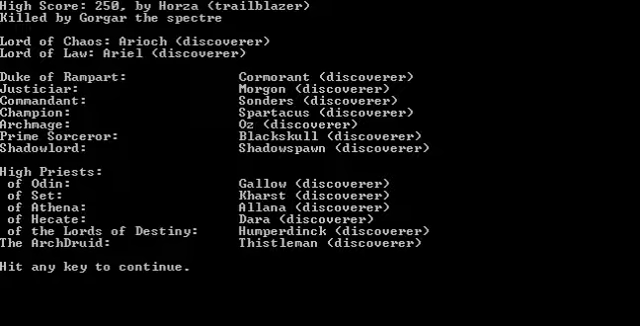 High Score: 250, by Horza (trailblazer)
Killed by Gorgar the spectre
Lord of Chaos: Arioch (discoverer)
Lord of Law: Ariel (discoverer)
Duke of Rampart: Cormorant (discoverer)
Justiciar: Morgon (discoverer)
Commandant: Sonders (discoverer)
Champion: Spartacus (discoverer)
Archmage: Oz (discoverer)
Prime Sorceror: Blackskull (discoverer)
Shadowlord: Shadowspawn (discoverer)
High Priests:
of Odin: Gallow (discoverer)
of Set: Kharst (discoverer)
of Athena: Allana (discoverer)
of Hecate: Dara (discoverer)
of the Lords of Destiny: Humperdinck (discoverer)
The ArchDruid: Thistleman (discoverer)
Hit any key to continue.